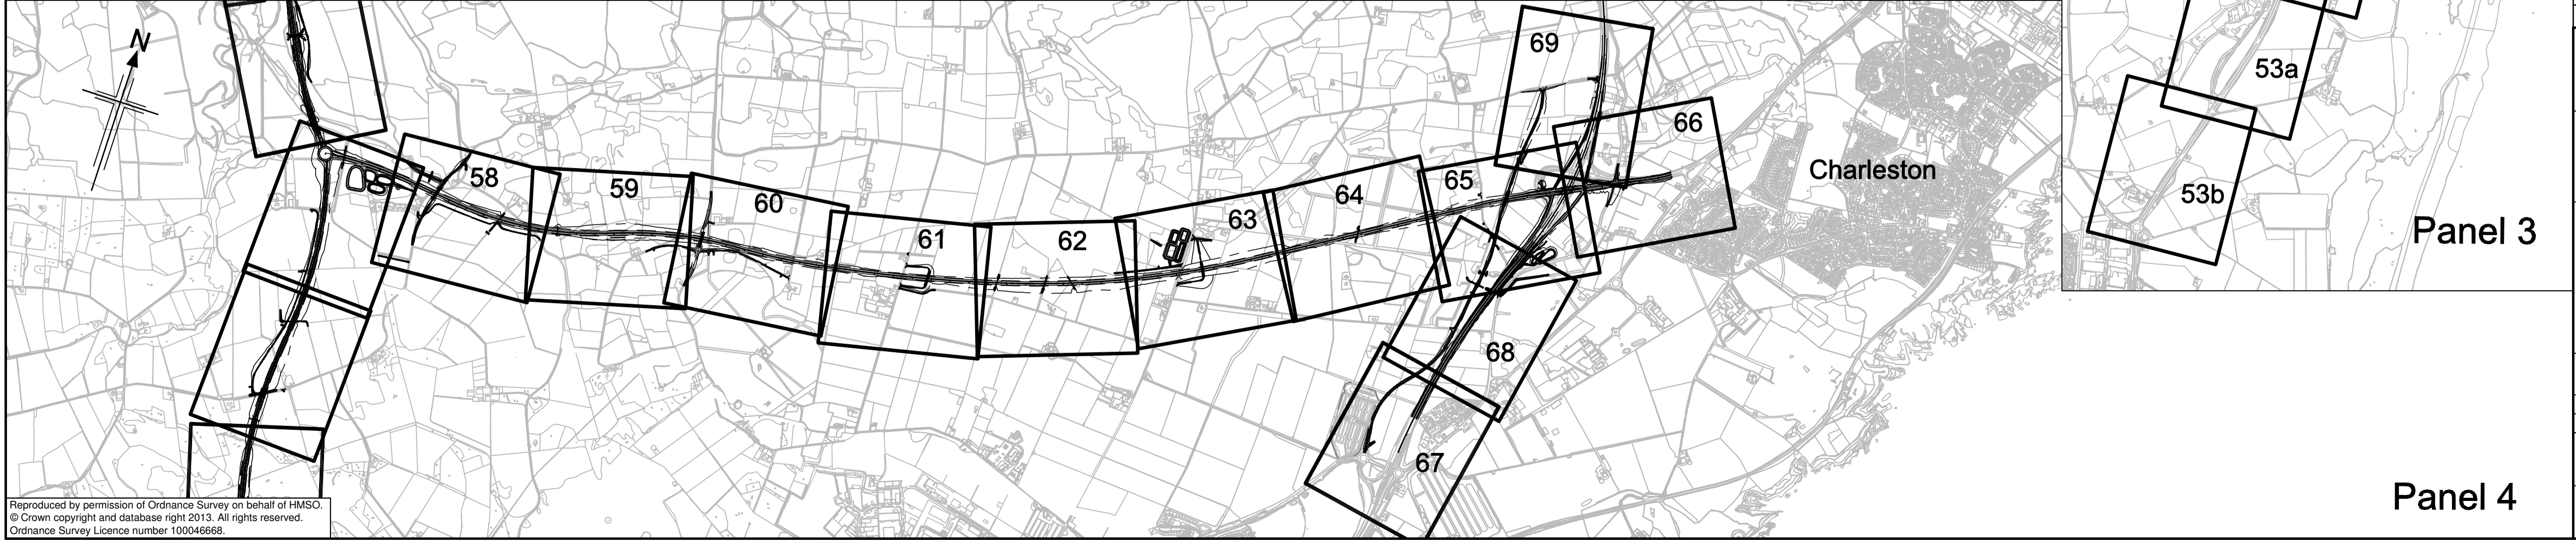 N
69
53a
66
58
59
60
65
64
63
61
62
Charleston
53b
Panel 3
68
67
Panel 4
Reproduced by permission of Ordnance Survey on behalf of HMSO.
© Crown copyright and database right 2013. All rights reserved.
Ordnance Survey Licence number 100046668.